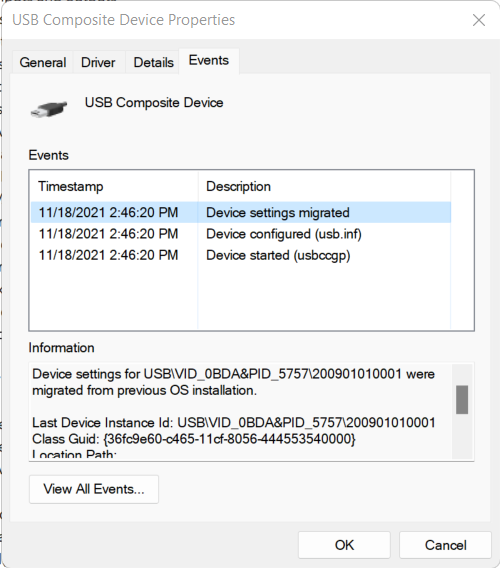 USB Composite Device Properties
General Driver Details Events
USB Composite Device
Events
Timestamp Description
11/18/2021 2:46:20 PM Device settings migrated
11/18/2021 2:46:20 PM Device configured (usb.inf)
11/18/2021 2:46:20 PM Device started (usbccgp)
Information
Device settings for USB\VID_0BDA&PID_5757\200901010001 were
migrated from previous OS installation.
Last Device Instance Id: USB\VID_0BDA&PID_5757\200901010001
Class Guid: {36fc9e60-c465-11cf-8056-444553540000}
Location Path:
View All Events...
OK Cancel